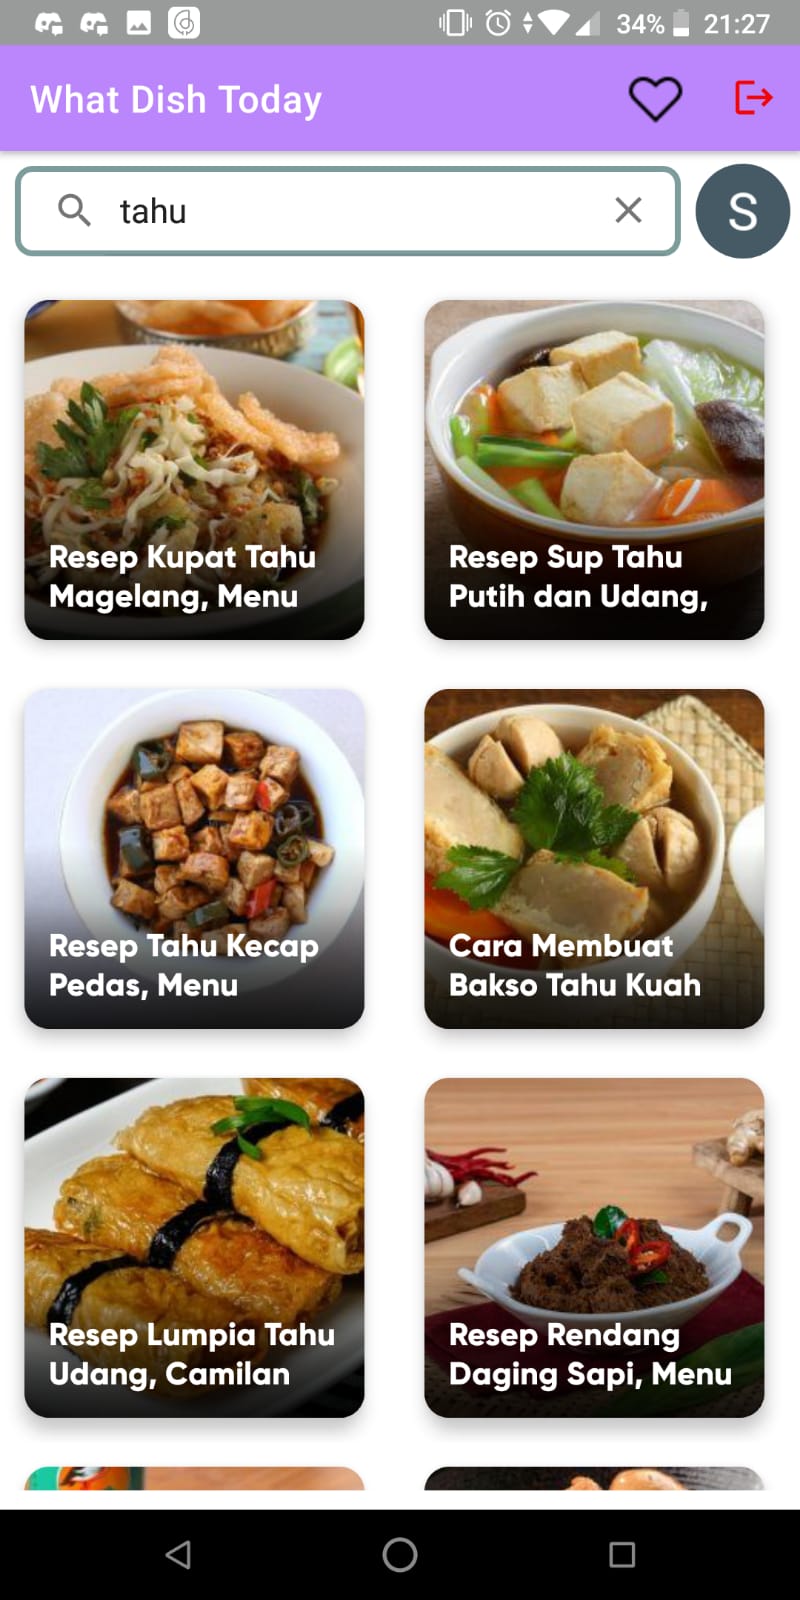 34% 21:27
What Dish Today
tahu
S
Resep Kupat Tahu
Magelang, Menu
Resep Sup Tahu
Putih dan Udang,
Resep Tahu Kecap
Pedas, Menu
Cara Membuat
Bakso Tahu Kuah
Resep Lumpia Tahu
Udang, Camilan
Resep Rendang
Daging Sapi, Menu